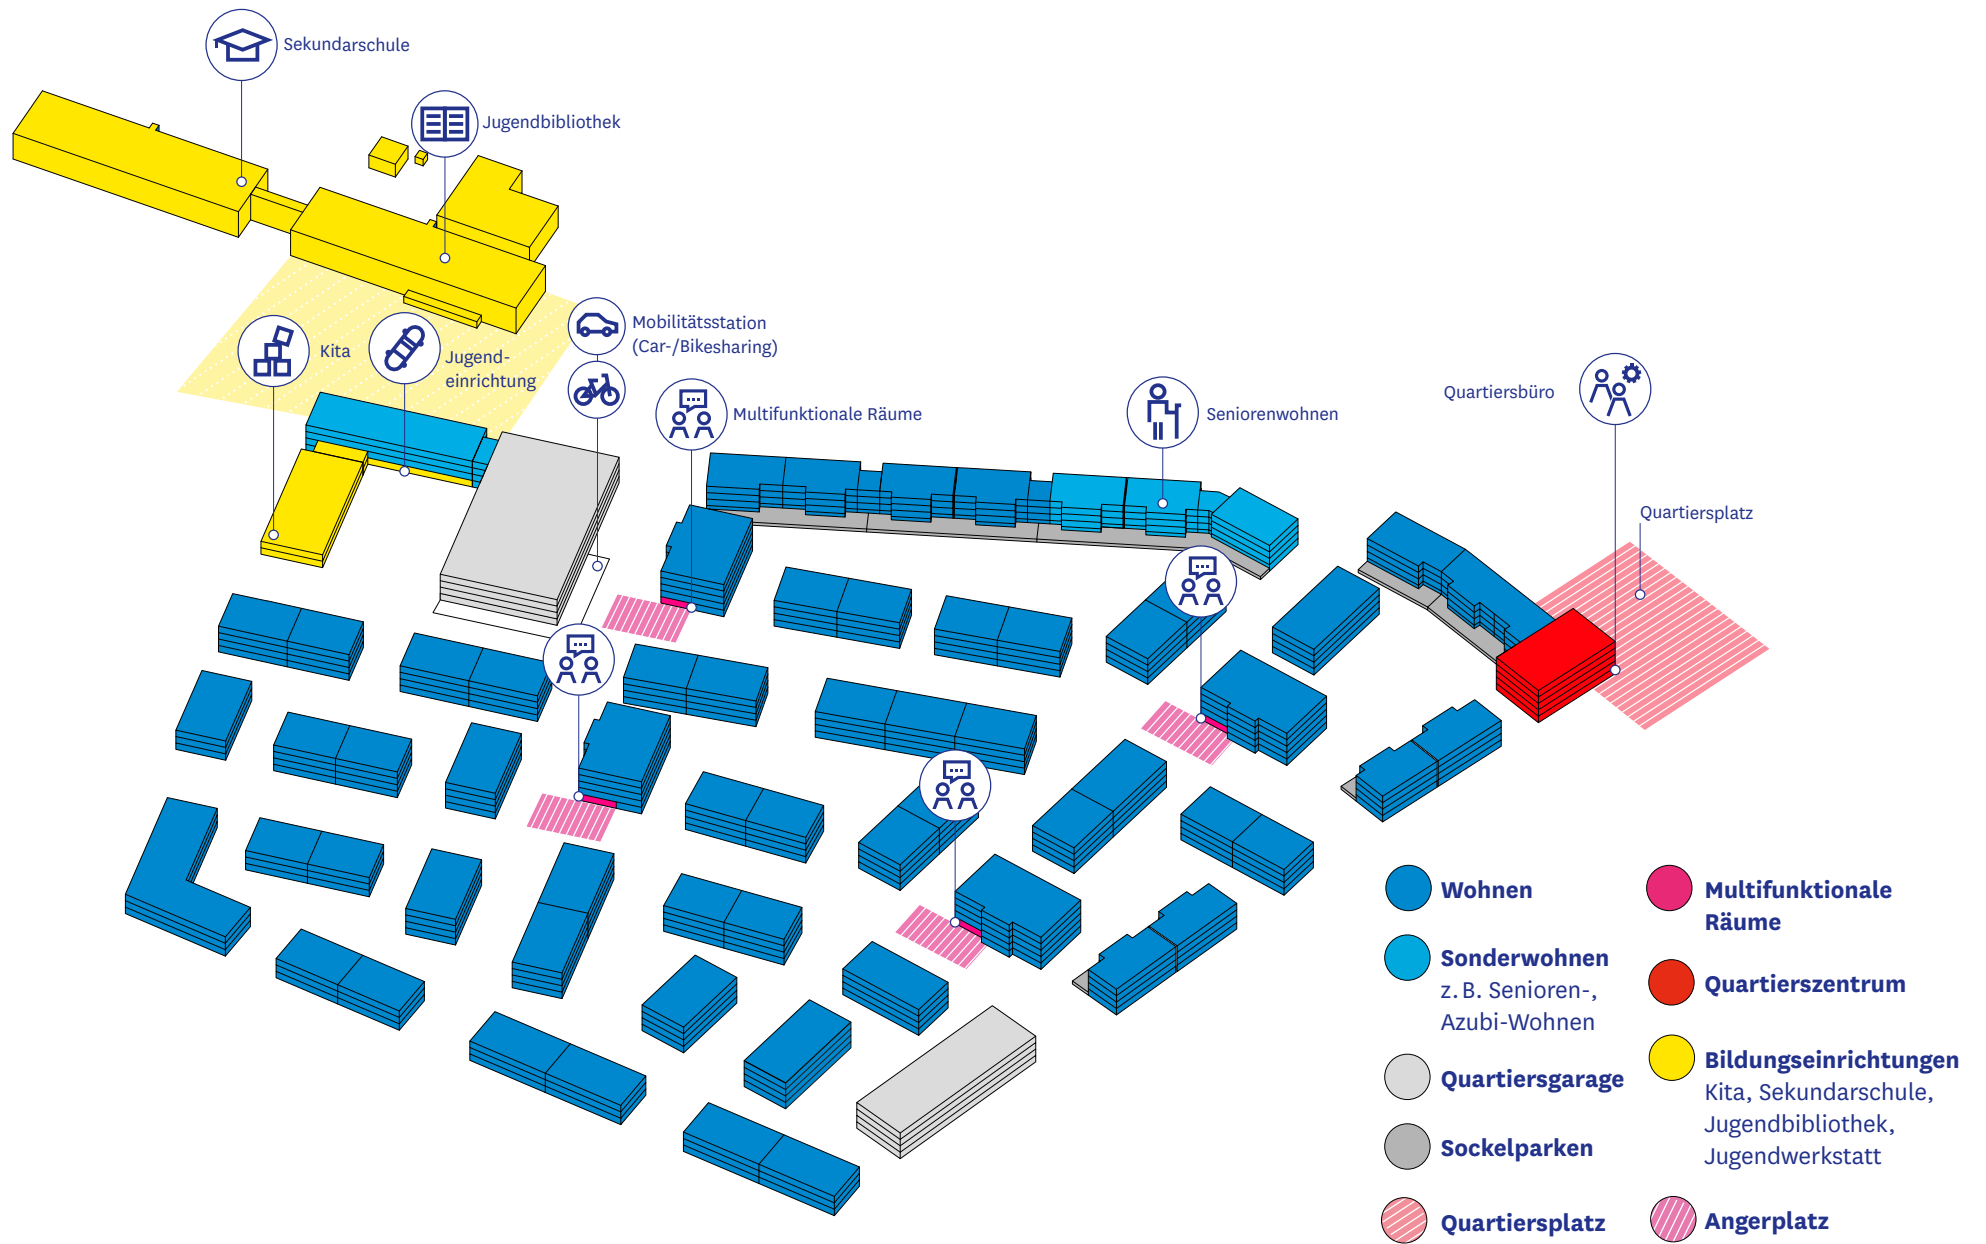 Sekundarschule
Jugendbibliothek
Mobilitätsstation
(Car-/Bikesharing)
Kita
Jugend-
einrichtung
Multifunktionale Räume
Seniorenwohnen
Quartiersbüro
Quartiersplatz
Wohnen
Sonderwohnen
z. B. Senioren-,
Azubi-Wohnen
Quartiersgarage
Sockelparken
Quartiersplatz
Multifunktionale
Räume
Quartierszentrum
Bildungseinrichtungen
Kita, Sekundarschule,
Jugendbibliothek,
Jugendwerkstatt
Angerplatz